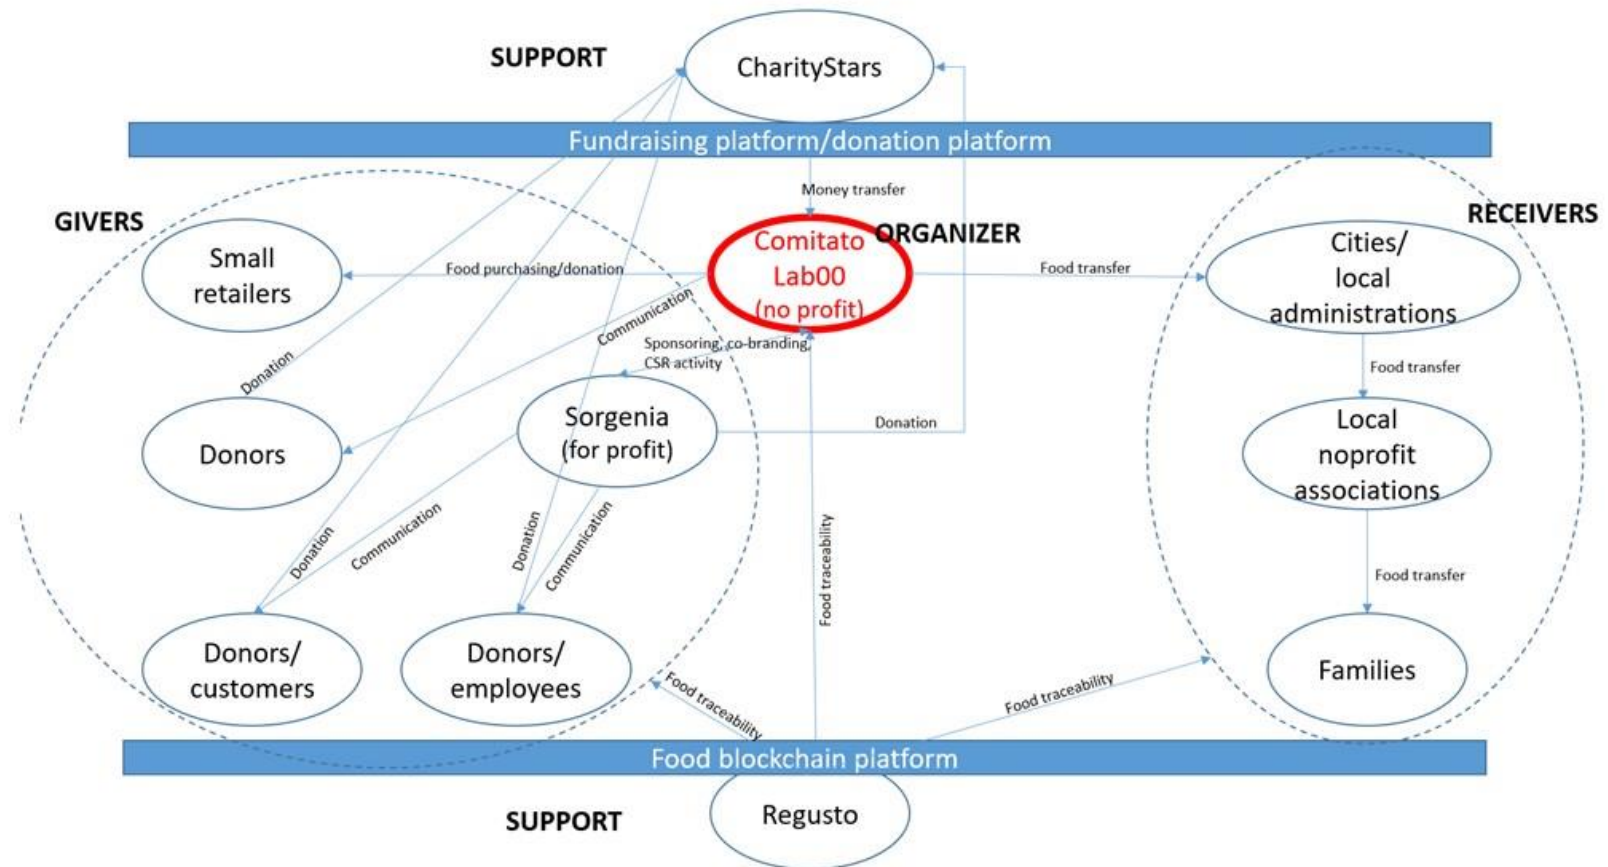 SUPPORT
CharityStars
Fundraising platform/donation platform
Money transfer
GIVERS
RECEIVERS
ORGANIZER
Small
retailers
Food purchasing/donation
Comitato
Lab00
(no profit)
Food transfer
Cities/
local
administrations
Communication
Sponsoring, co-branding,
CSR activity
Donation
Food transfer
Donors
Sorgenia
(for profit)
Donation
Local
noprofit
associations
Donation
Communication
Donation
Communication
Food traceability
Food transfer
Donors/
customers
Donors/
employees
Families
Food traceability
Food traceability
Food blockchain platform
SUPPORT
Regusto